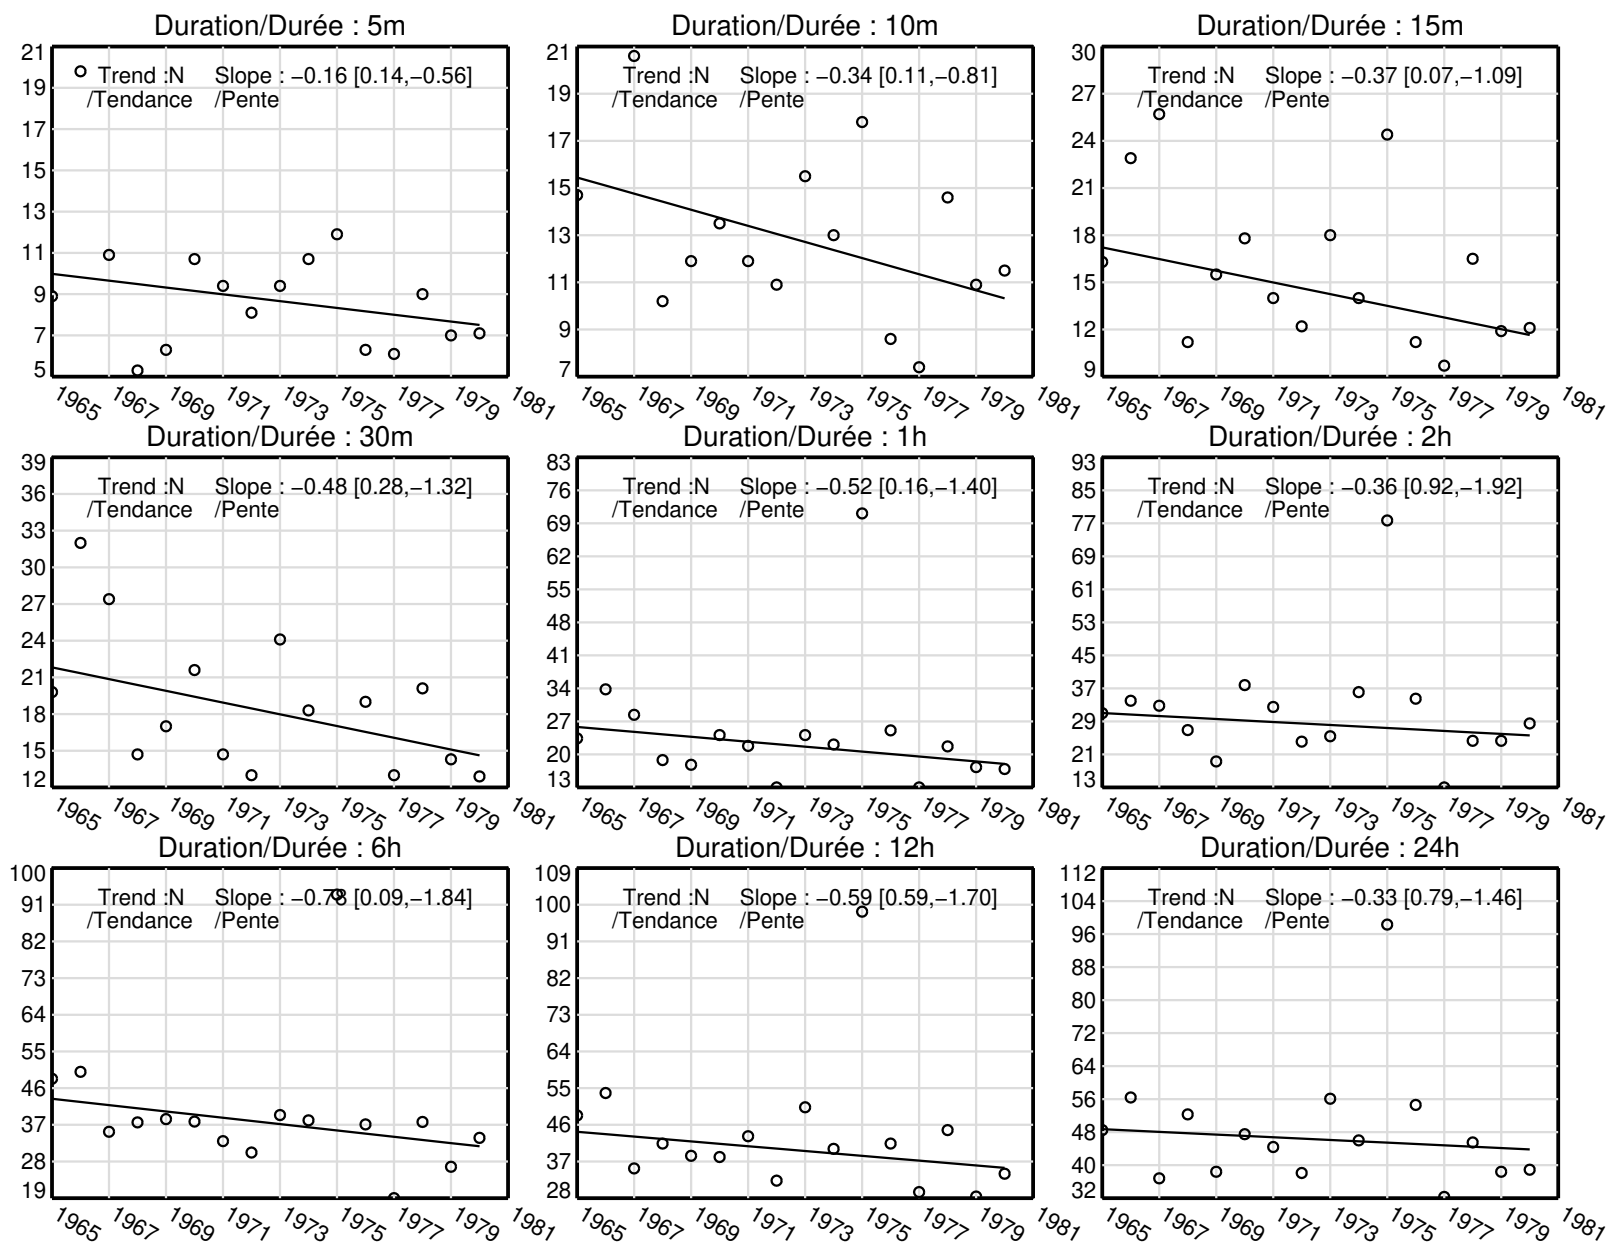 Duration/Durée : 5m
Duration/Durée : 10m
Duration/Durée : 15m
21
19
17
15
13
11
9
7
5
Trend :N Slope : −0.16 [0.14,−0.56]
/Tendance /Pente
1965 1967 1969 1971 1973 1975 1977 1979 1981
21
19
17
15
13
11
9
7
Trend :N Slope : −0.34 [0.11,−0.81]
/Tendance /Pente
1965 1967 1969 1971 1973 1975 1977 1979 1981
30
27
24
21
18
15
12
9
Trend :N Slope : −0.37 [0.07,−1.09]
/Tendance /Pente
1965 1967 1969 1971 1973 1975 1977 1979 1981
Duration/Durée : 30m
Duration/Durée : 1h
Duration/Durée : 2h
39
36
33
30
27
24
21
18
15
12
Trend :N Slope : −0.48 [0.28,−1.32]
/Tendance /Pente
1965 1967 1969 1971 1973 1975 1977 1979 1981
83
76
69
62
55
48
41
34
27
20
13
Trend :N Slope : −0.52 [0.16,−1.40]
/Tendance /Pente
1965 1967 1969 1971 1973 1975 1977 1979 1981
93
85
77
69
61
53
45
37
29
21
13
Trend :N Slope : −0.36 [0.92,−1.92]
/Tendance /Pente
1965 1967 1969 1971 1973 1975 1977 1979 1981
Duration/Durée : 6h
Duration/Durée : 12h
Duration/Durée : 24h
100
91
82
73
64
55
46
37
28
19
Trend :N Slope : −0.78 [0.09,−1.84]
/Tendance /Pente
1965 1967 1969 1971 1973 1975 1977 1979 1981
109
100
91
82
73
64
55
46
37
28
Trend :N Slope : −0.59 [0.59,−1.70]
/Tendance /Pente
1965 1967 1969 1971 1973 1975 1977 1979 1981
112
104
96
88
80
72
64
56
48
40
32
Trend :N Slope : −0.33 [0.79,−1.46]
/Tendance /Pente
1965 1967 1969 1971 1973 1975 1977 1979 1981